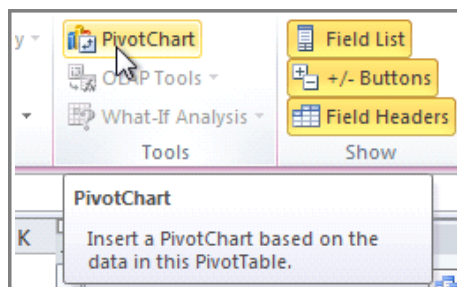 y
PivotChart
Field List
OLAP Tools
+/- Buttons
What-If Analysis
Field Headers
Tools
Show
PivotChart
K
Insert a PivotChart based on the
data in this PivotTable.